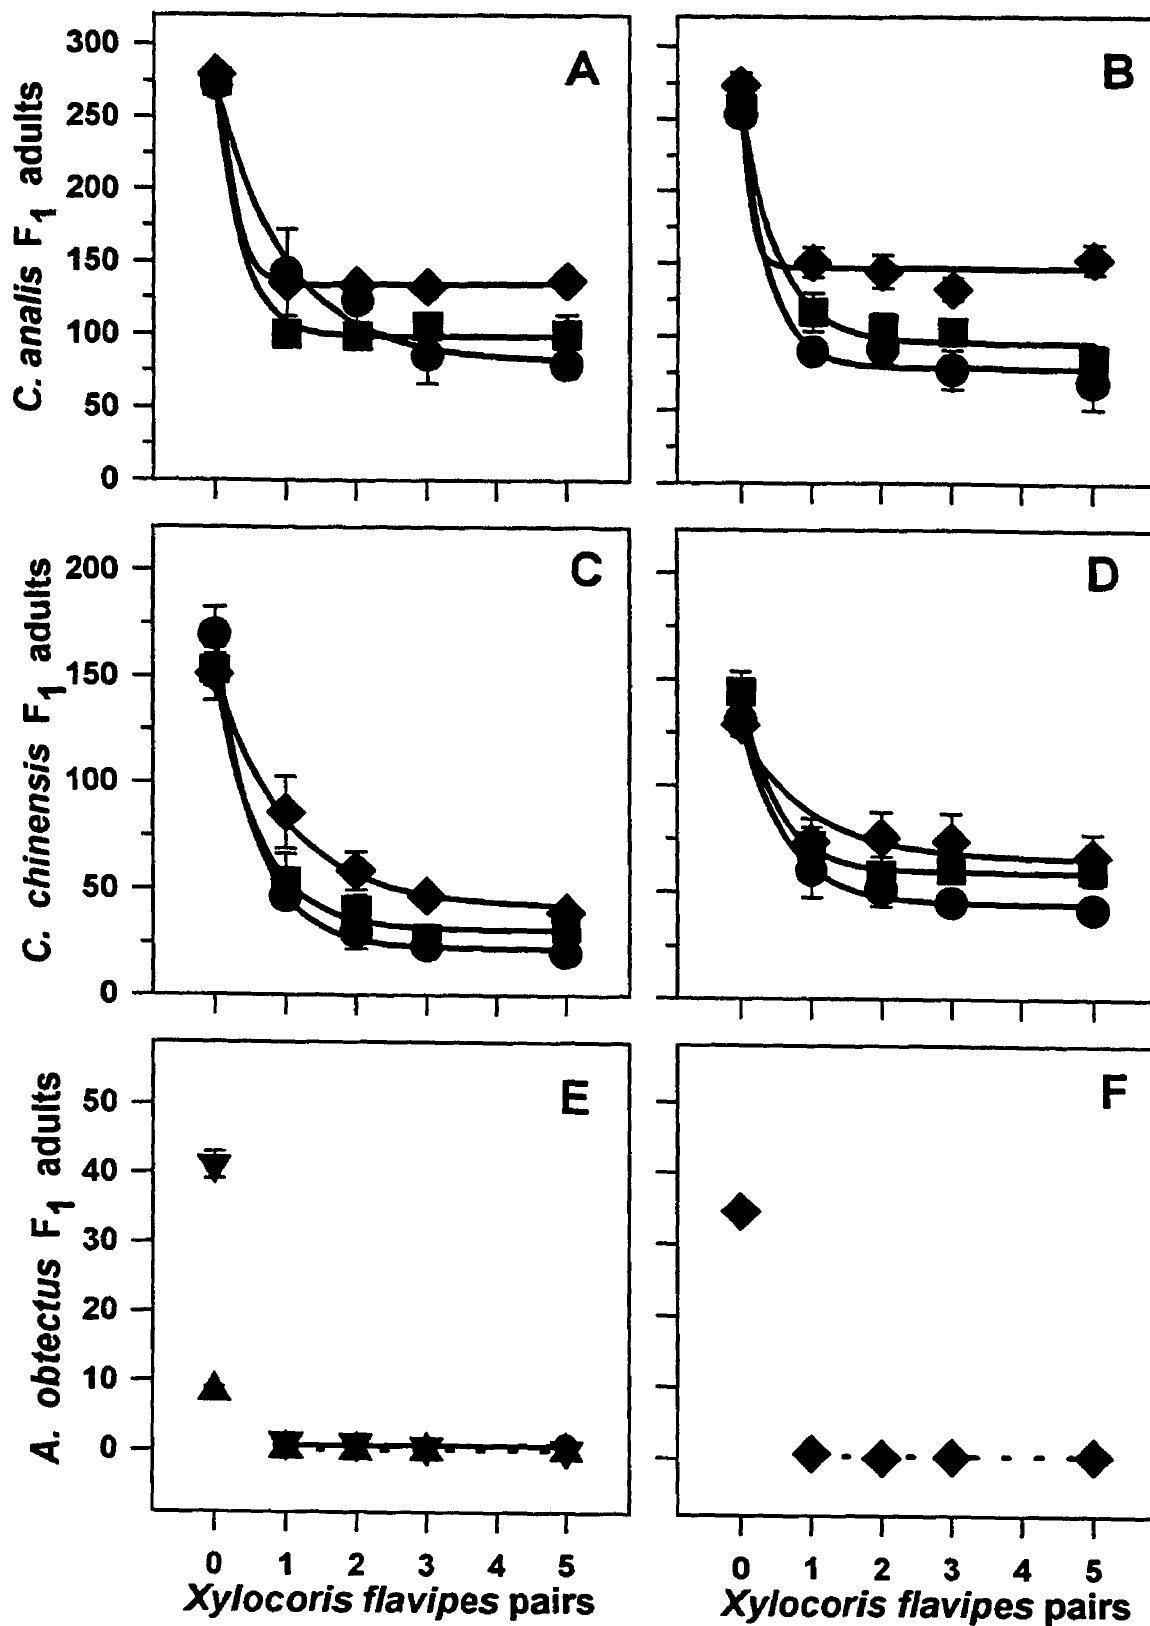 C. analis F1 adults
300
250
200
150
100
50
0
A
B
C. chinensis F1 adults
200
150
100
50
0
C
D
A. obtectus F1 adults
50
40
30
20
10
0
E
F
0 1 2 3 4 5
0 1 2 3 4 5
Xylocoris flavipes pairs
Xylocoris flavipes pairs